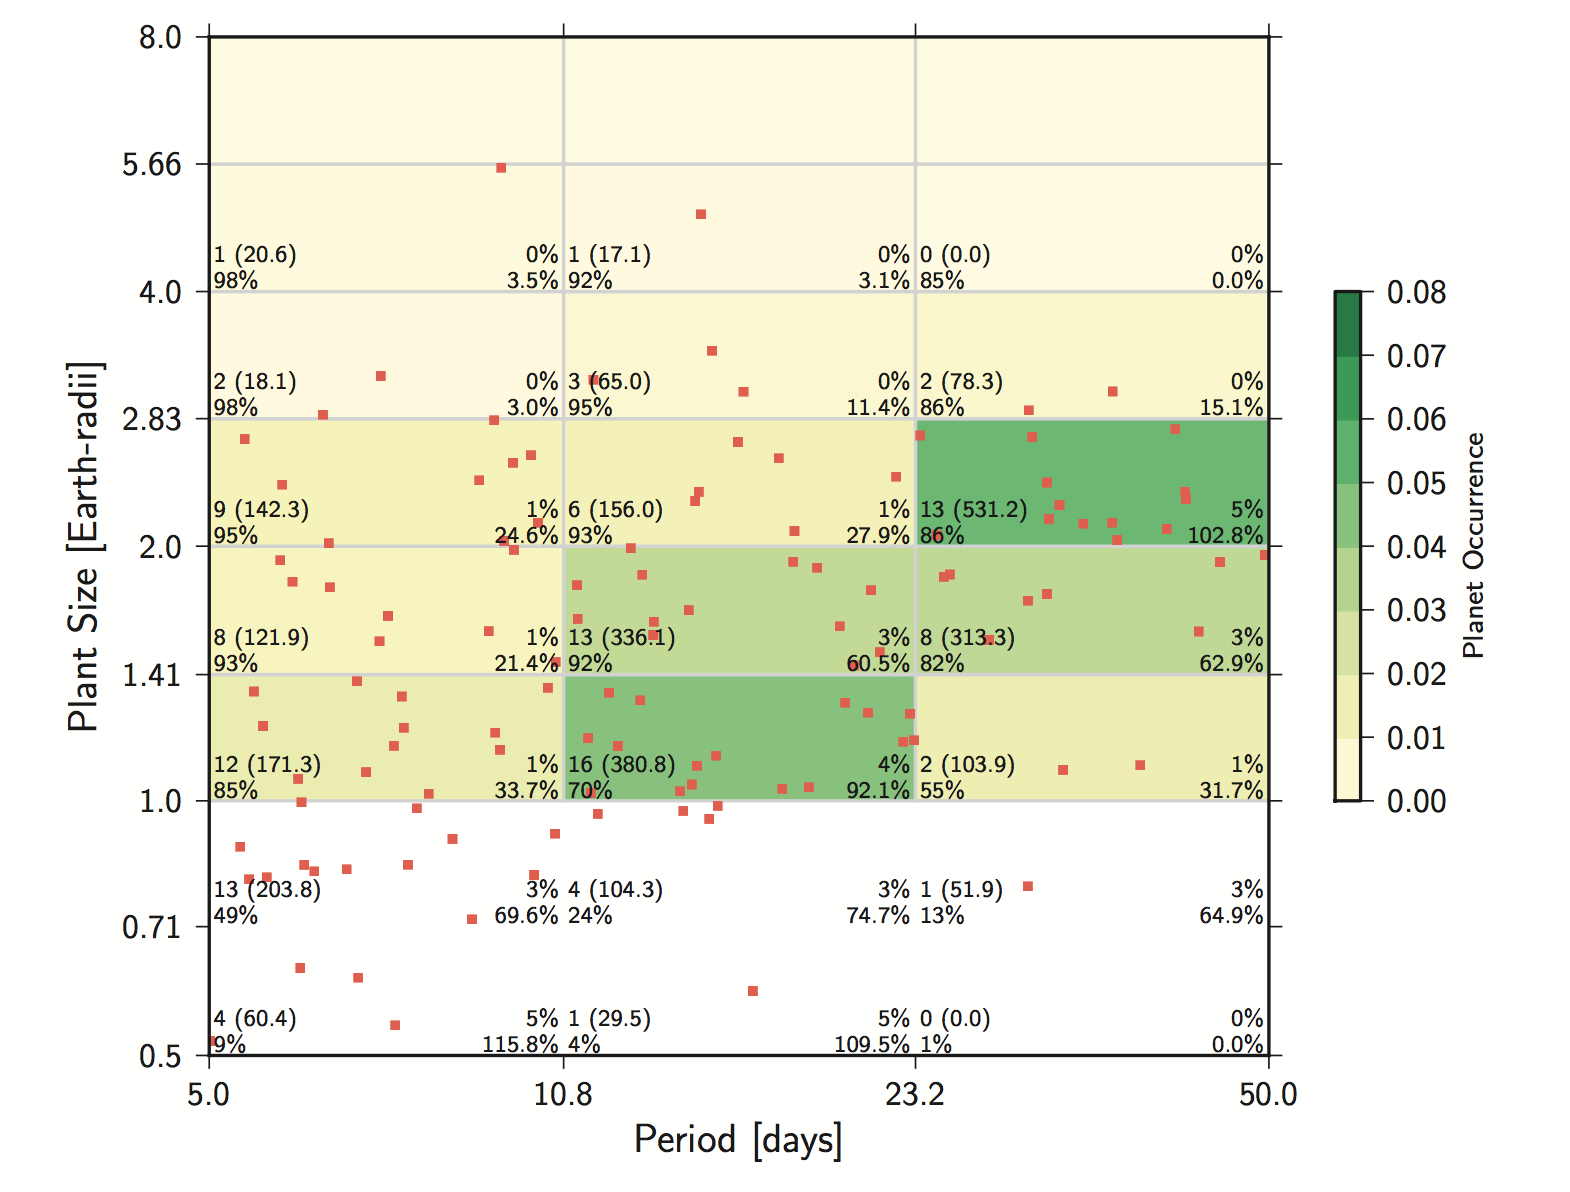 8.0
5.66
1 (20.6) 0% 1 (17.1) 0% 0 (0.0) 0%
98% 3.5% 92% 3.1% 85% 0.0%
4.0 0.08
0.07
2 (18.1) 0% 3 (65.0) 0% 2 (78.3) 0%
98% 3.0% 95% 11.4% 86% 15.1%
2.83 0.06
0.05
9 (142.3) 1% 6 (156.0) 1% 13 (531.2) 5%
95% 24.6% 93% 27.9% 86% 102.8%
2.0 0.04
0.03
8 (121.9) 1% 13 (336.1) 3% 8 (313.3) 3%
93% 21.4% 92% 60.5% 82% 62.9%
1.41 0.02
0.01
12 (171.3) 1% 16 (380.8) 4% 2 (103.9) 1%
85% 33.7% 70% 92.1% 55% 31.7%
1.0 0.00
13 (203.8) 3% 4 (104.3) 3% 1 (51.9) 3%
49% 69.6% 24% 74.7% 13% 64.9%
0.71
4 (60.4) 5% 1 (29.5) 5% 0 (0.0) 0%
9% 115.8% 4% 109.5% 1% 0.0%
0.5
5.0 10.8 23.2 50.0
Period [days]
Plant Size [Earth-radii]
Planet Occurrence